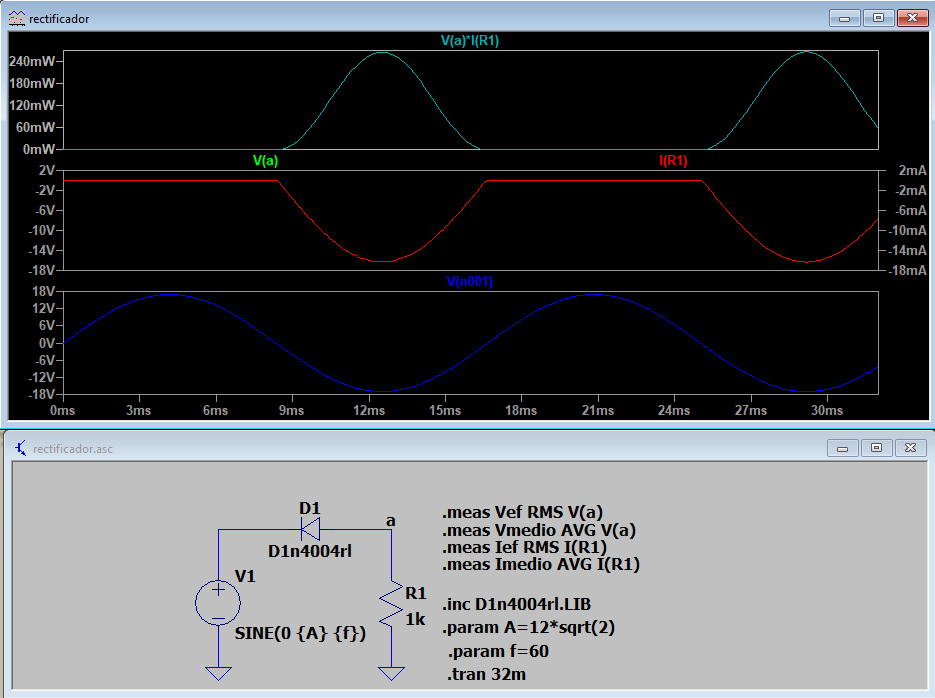 rectificador
V(a)*I(R1)
240mW
180mW
120mW
60mW
0mW
V(a) I(R1)
2V 2mA
-2V -2mA
-6V -6mA
-10V -10mA
-14V -14mA
-18V -18mA
V(n001)
18V
12V
6V
0V
-6V
-12V
-18V
0ms 3ms 6ms 9ms 12ms 15ms 18ms 21ms 24ms 27ms 30ms
rectificador.asc
D1
a
D1n4004rl
V1
SINE(0 {A} {f})
R1
1k
.meas Vef RMS V(a)
.meas Vmedio AVG V(a)
.meas Ief RMS I(R1)
.meas Imedio AVG I(R1)
.inc D1n4004rl.LIB
.param A=12*sqrt(2)
.param f=60
.tran 32m